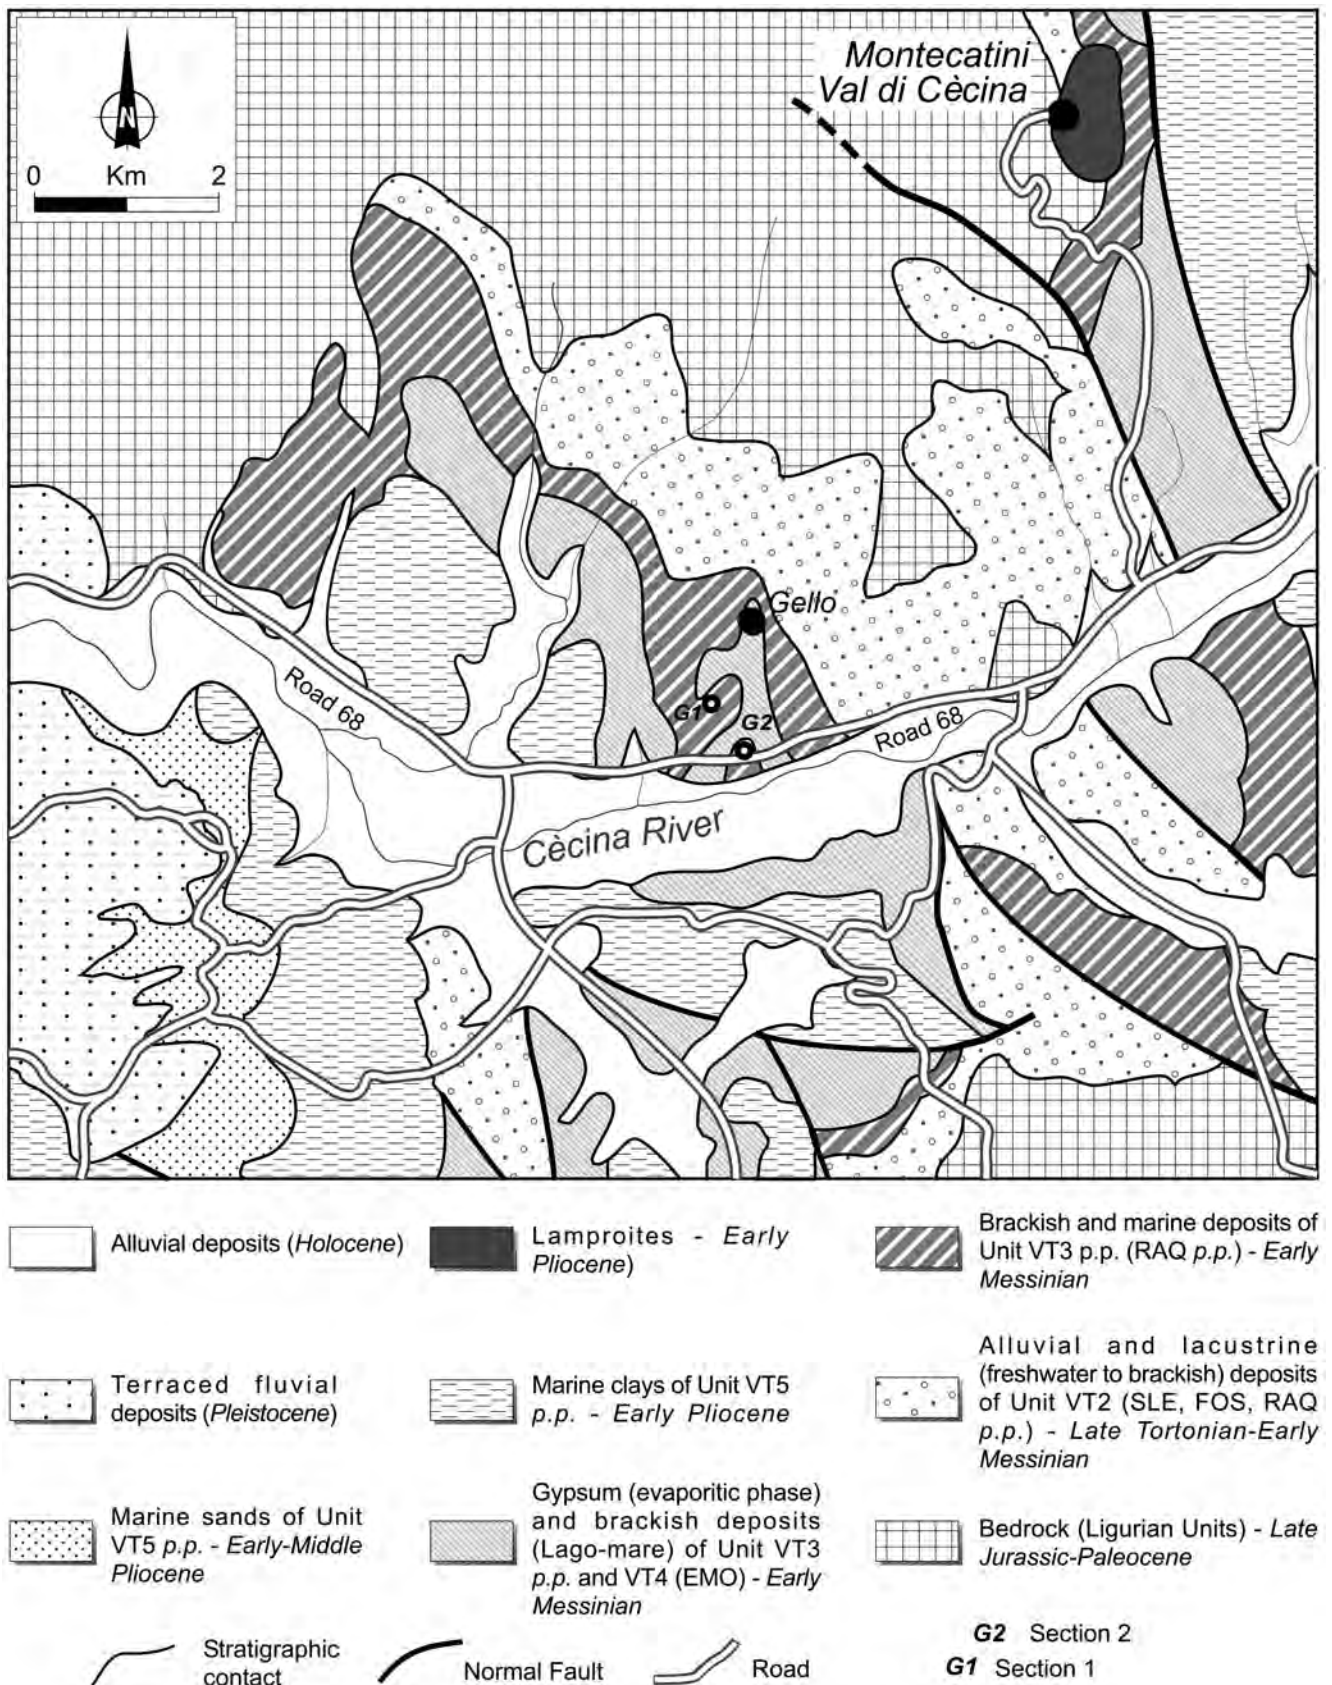 Montecatini
Val di Cècina
N
0 Km 2
Gello
G1
G2
Road 68
Road 68
Cècina River
Alluvial deposits (Holocene)
Lamproites - Early
Pliocene)
Brackish and marine deposits of
Unit VT3 p.p. (RAQ p.p.) - Early
Messinian
Terraced fluvial
deposits (Pleistocene)
Marine clays of Unit VT5
p.p. - Early Pliocene
Alluvial and lacustrine
(freshwater to brackish) deposits
of Unit VT2 (SLE, FOS, RAQ
p.p.) - Late Tortonian-Early
Messinian
Marine sands of Unit
VT5 p.p. - Early-Middle
Pliocene
Gypsum (evaporitic phase)
and brackish deposits
(Lago-mare) of Unit VT3
p.p. and VT4 (EMO) - Early
Messinian
Bedrock (Ligurian Units) - Late
Jurassic-Paleocene
Stratigraphic
contact
Normal Fault
Road
G2 Section 2
G1 Section 1